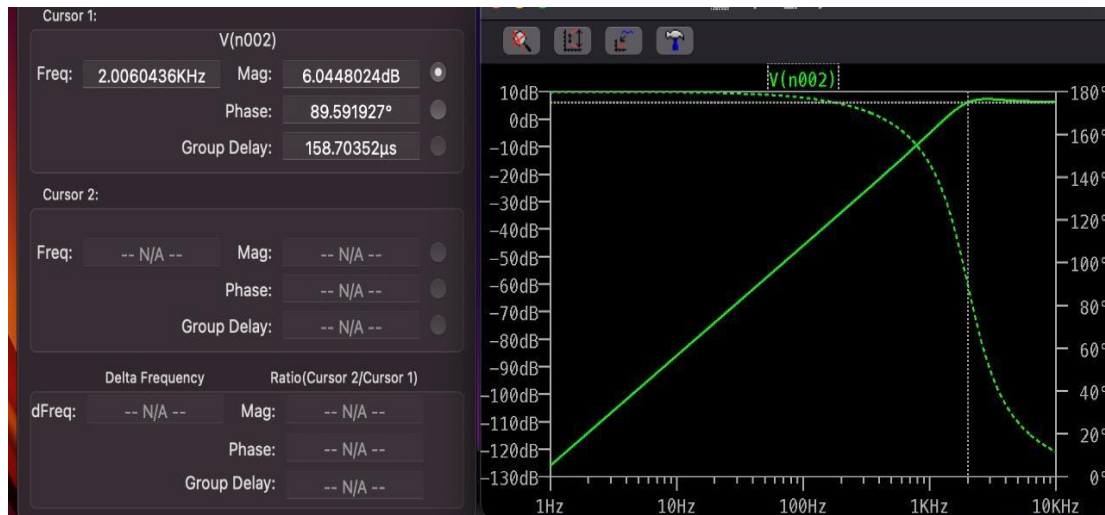 Cursor 1:
V(n002)
Freq: 2.0060436KHz Mag: 6.0448024dB
Phase: 89.591927°
Group Delay: 158.70352µs
Cursor 2:
Freq: -- N/A -- Mag: -- N/A --
Phase: -- N/A --
Group Delay: -- N/A --
Delta Frequency Ratio(Cursor 2/Cursor 1)
dFreq: -- N/A -- Mag: -- N/A --
Phase: -- N/A --
Group Delay: -- N/A --
V(n002)
10dB 180°
0dB
-10dB 160°
-20dB 140°
-30dB
-40dB 120°
-50dB 100°
-60dB
-70dB 80°
-80dB 60°
-90dB
-100dB 40°
-110dB
-120dB 20°
-130dB 0°
1Hz 10Hz 100Hz 1KHz 10KHz